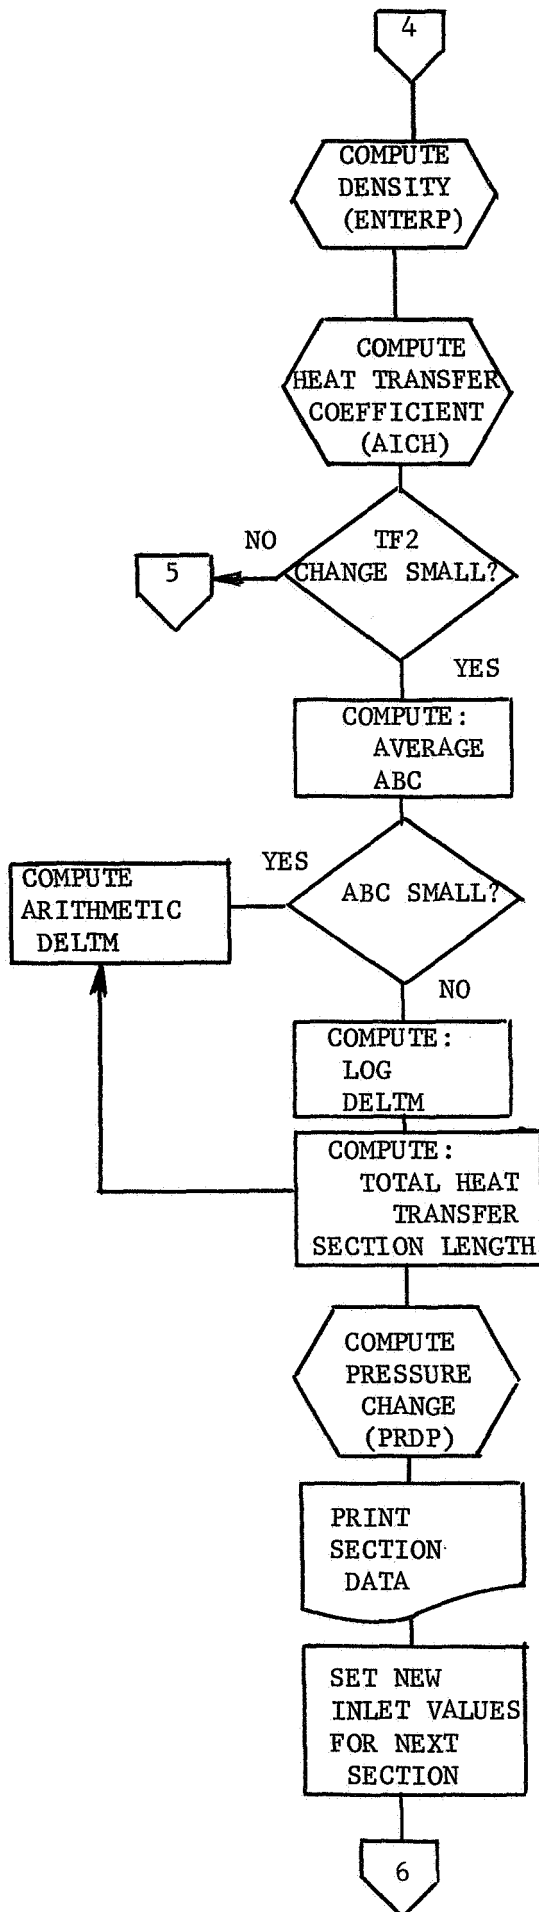 4
COMPUTE
DENSITY
(ENTERP)
COMPUTE
HEAT TRANSFER
COEFFICIENT
(AICH)
NO
TF2
CHANGE SMALL?
5
YES
COMPUTE:
AVERAGE
ABC
YES
ABC SMALL?
COMPUTE
ARITHMETIC
DELTM
NO
COMPUTE:
LOG
DELTM
COMPUTE:
TOTAL HEAT
TRANSFER
SECTION LENGTH
COMPUTE
PRESSURE
CHANGE
(PRDP)
PRINT
SECTION
DATA
SET NEW
INLET VALUES
FOR NEXT
SECTION
6